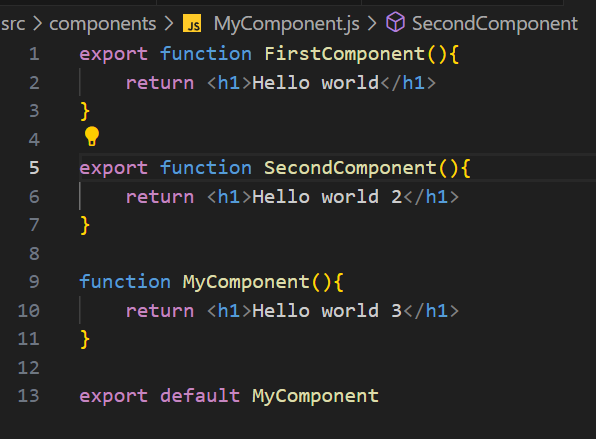 src > components > JS MyComponent.js > SecondComponent
1 export function FirstComponent(){
2 return <h1>Hello world</h1>
3 }
4
5 export function SecondComponent(){
6 return <h1>Hello world 2</h1>
7 }
8
9 function MyComponent(){
10 return <h1>Hello world 3</h1>
11 }
12
13 export default MyComponent